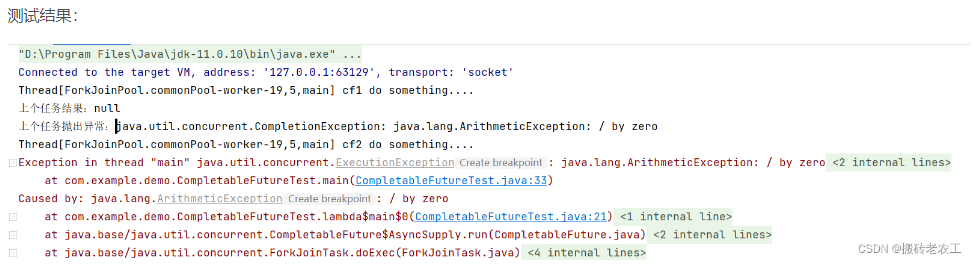 测试结果：
"D:\Program Files\Java\jdk-11.0.10\bin\java.exe" ...
Connected to the target VM, address: '127.0.0.1:63129', transport: 'socket'
Thread[ForkJoinPool.commonPool-worker-19,5,main] cf1 do something....
上个任务结果：null
上个任务抛出异常：java.util.concurrent.CompletionException: java.lang.ArithmeticException: / by zero
Thread[ForkJoinPool.commonPool-worker-19,5,main] cf2 do something....
Exception in thread "main" java.util.concurrent.ExecutionException Create breakpoint : java.lang.ArithmeticException: / by zero <2 internal lines>
at com.example.demo.CompletableFutureTest.main(CompletableFutureTest.java:33)
Caused by: java.lang.ArithmeticException Create breakpoint : / by zero
at com.example.demo.CompletableFutureTest.lambda$main$0(CompletableFutureTest.java:21) <1 internal line>
at java.base/java.util.concurrent.CompletableFuture$AsyncSupply.run(CompletableFuture.java) <2 internal lines>
at java.base/java.util.concurrent.ForkJoinTask.doExec(ForkJoinTask.java) <4 internal lines>
CSDN @搬砖老农工